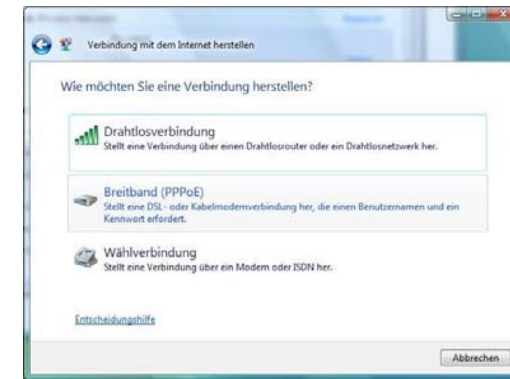 Verbindung mit dem Internet herstellen
Wie möchten Sie eine Verbindung herstellen?
Drahtlosverbindung
Stellt eine Verbindung über einen Drahtlosrouter oder ein Drahtlosnetzwerk her.
Breitband (PPPoE)
Stellt eine DSL- oder Kabelmodemverbindung her, die einen Benutzernamen und ein
Kennwort erfordert.
Wählverbindung
Stellt eine Verbindung über ein Modem oder ISDN her.
Entscheidungshilfe
Abbrechen